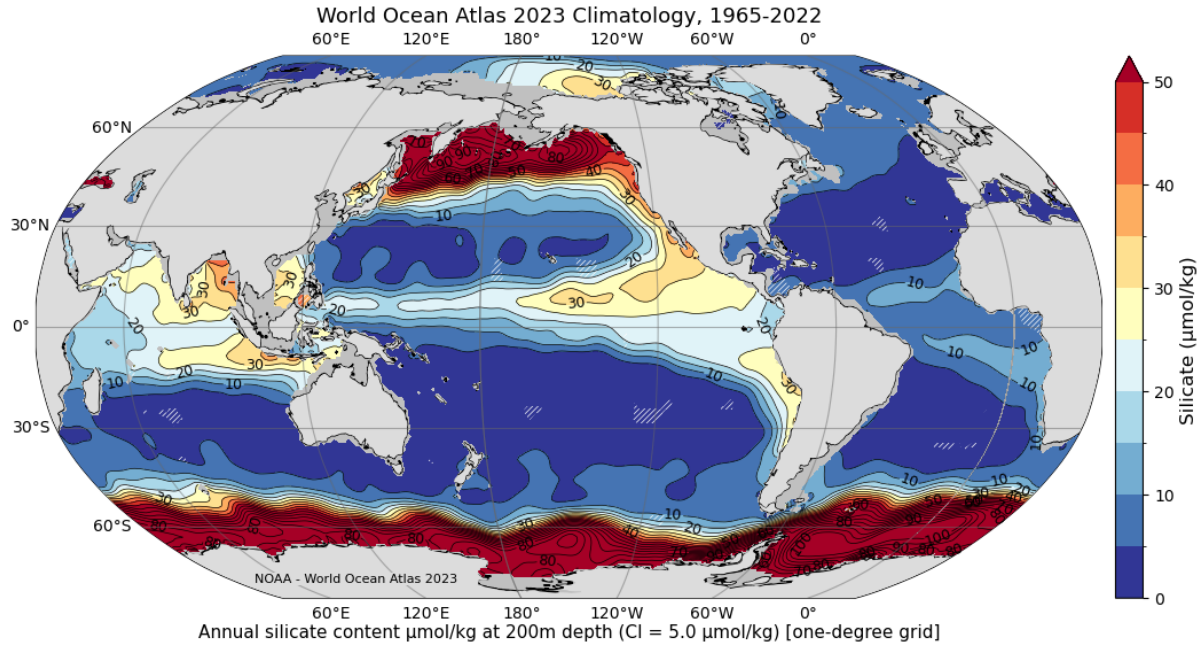 World Ocean Atlas 2023 Climatology, 1965-2022
60°E 120°E 180° 120°W 60°W 0°
60°N
30°N
0°
30°S
60°S
50
40
30
20
10
0
Silicate (μmol/kg)
NOAA - World Ocean Atlas 2023
60°E 120°E 180° 120°W 60°W 0°
Annual silicate content μmol/kg at 200m depth (CI = 5.0 μmol/kg) [one-degree grid]